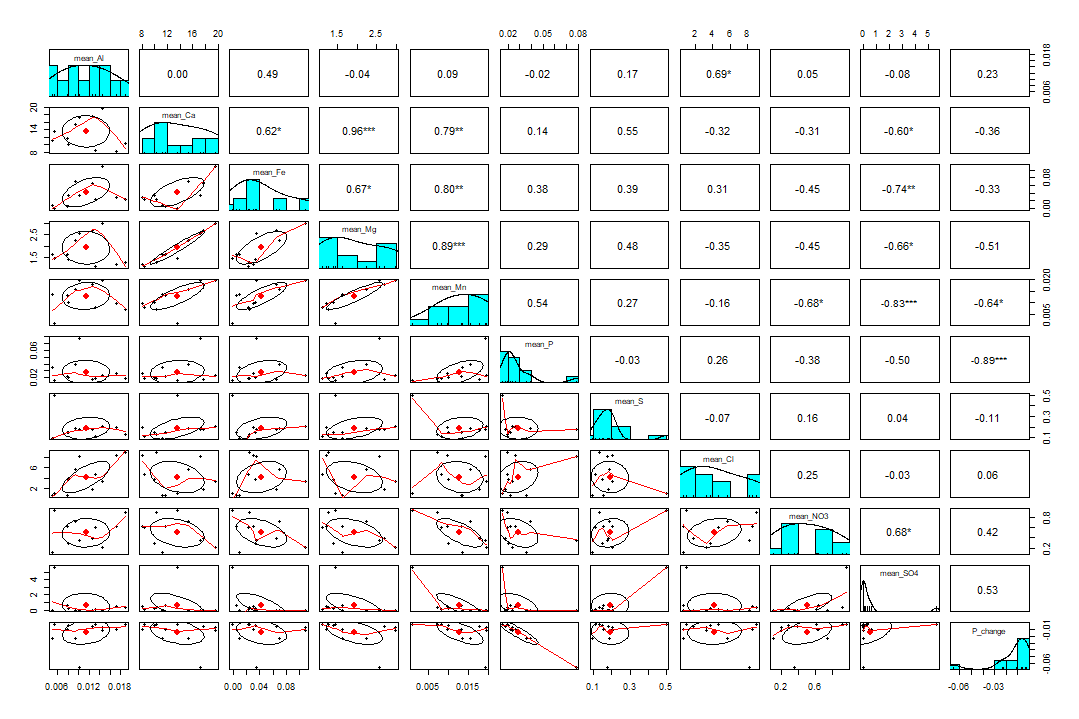 8 12 16 20
1.5 2.5
0.02 0.05 0.08
2 4 6 8
0 1 2 3 4 5
mean_Al
0.00 0.49 -0.04 0.09 -0.02 0.17 0.69* 0.05 -0.08 0.23
0.006 0.018
8 14 20
mean_Ca
0.62* 0.96*** 0.79** 0.14 0.55 -0.32 -0.31 -0.60* -0.36
mean_Fe
0.67* 0.80** 0.38 0.39 0.31 -0.45 -0.74** -0.33
0.00 0.08
1.5 2.5
mean_Mg
0.89*** 0.29 0.48 -0.35 -0.45 -0.66* -0.51
mean_Mn
0.54 0.27 -0.16 -0.68* -0.83*** -0.64*
0.005 0.020
0.02 0.06
mean_P
-0.03 0.26 -0.38 -0.50 -0.89***
mean_S
-0.07 0.16 0.04 -0.11
0.1 0.3 0.5
2 6
mean_Cl
0.25 -0.03 0.06
mean_NO3
0.68* 0.42
0.2 0.8
0 2 4
mean_SO4
0.53
P_change
-0.06 -0.01
0.006 0.012 0.018
0.00 0.04 0.08
0.005 0.015
0.1 0.3 0.5
0.2 0.6
-0.06 -0.03